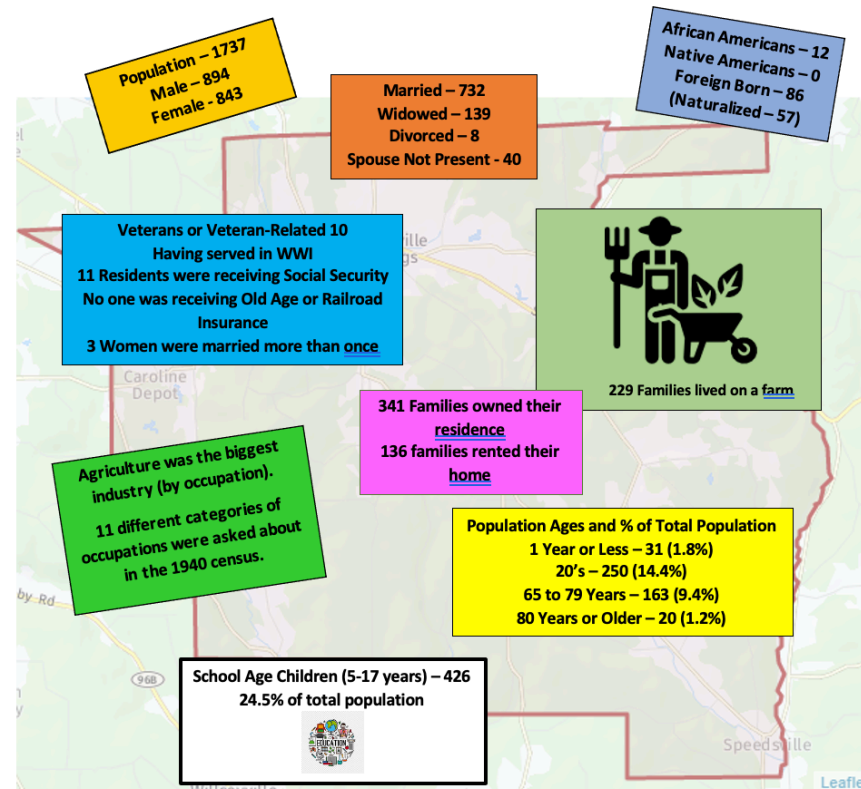 Population – 1737
Male – 894
Female - 843
Married – 732
Widowed – 139
Divorced – 8
Spouse Not Present - 40
African Americans – 12
Native Americans – 0
Foreign Born – 86
(Naturalized – 57)
Veterans or Veteran-Related 10
Having served in WWI
11 Residents were receiving Social Security
No one was receiving Old Age or Railroad
Insurance
3 Women were married more than once
ville
gs
229 Families lived on a farm
Caroline
Depot
341 Families owned their
residence
136 families rented their
home
Agriculture was the biggest
industry (by occupation).
11 different categories of
occupations were asked about
in the 1940 census.
Population Ages and % of Total Population
1 Year or Less – 31 (1.8%)
20's – 250 (14.4%)
65 to 79 Years – 163 (9.4%)
80 Years or Older – 20 (1.2%)
by Rd
96B
School Age Children (5-17 years) – 426
24.5% of total population
EDUCATION
Speedsville
Leafle